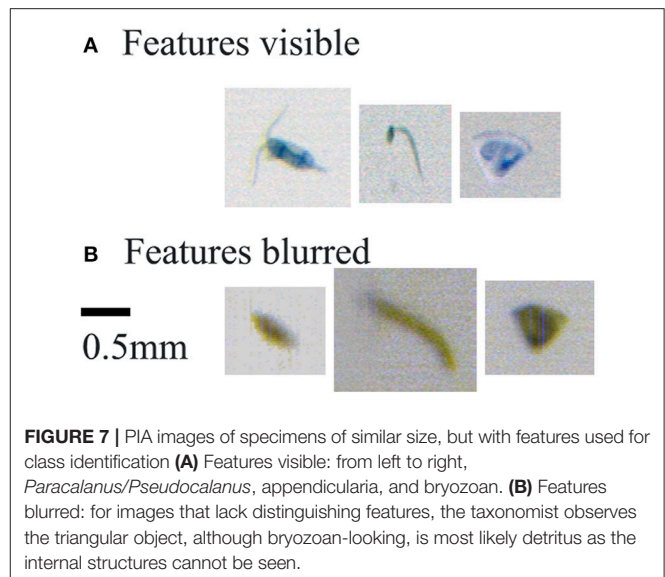 A Features visible
B Features blurred
0.5mm
FIGURE 7 | PIA images of specimens of similar size, but with features used for
class identification (A) Features visible: from left to right,
Paracalanus/Pseudocalanus, appendicularia, and bryozoan. (B) Features
blurred: for images that lack distinguishing features, the taxonomist observes
the triangular object, although bryozoan-looking, is most likely detritus as the
internal structures cannot be seen.